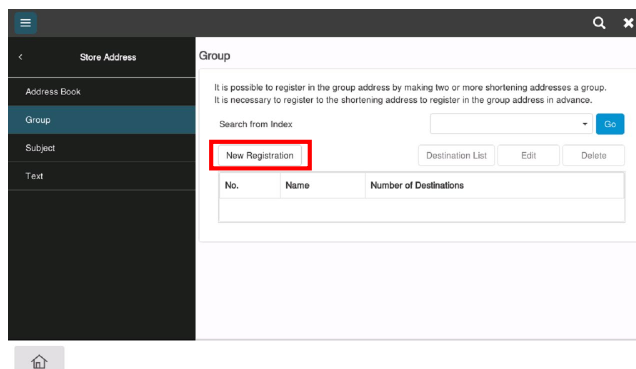 < Store Address
Address Book
Group
Subject
Text
Group
It is possible to register in the group address by making two or more shortening addresses a group.
It is necessary to register to the shortening address to register in the group address in advance.
Search from Index Go
New Registration Destination List Edit Delete
No. Name Number of Destinations